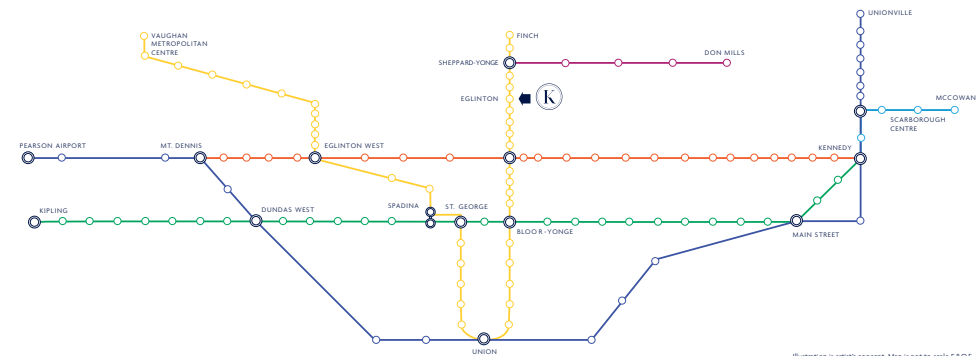 UNIONVILLE
VAUGHAN
METROPOLITAN
CENTRE
FINCH
DON MILLS
SHEPPARD-YONGE
EGLINTON
K
MCCOWAN
SCARBOROUGH
CENTRE
PEARSON AIRPORT
MT. DENNIS
EGLINTON WEST
KENNEDY
KIPLING
DUNDAS WEST
SPADINA
ST. GEORGE
BLOOR-YONGE
MAIN STREET
UNION